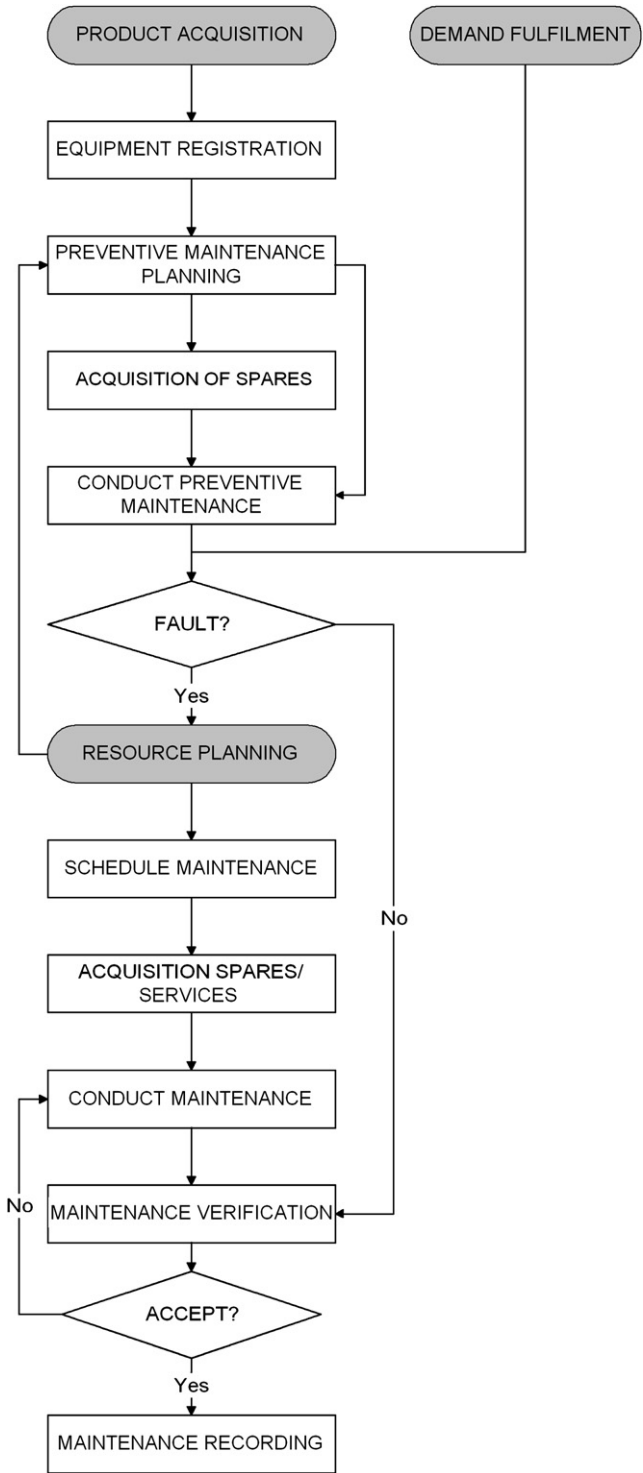 PRODUCT ACQUISITION
DEMAND FULFILMENT
EQUIPMENT REGISTRATION
PREVENTIVE MAINTENANCE
PLANNING
ACQUISITION OF SPARES
CONDUCT PREVENTIVE
MAINTENANCE
FAULT?
Yes
RESOURCE PLANNING
SCHEDULE MAINTENANCE
No
ACQUISITION SPARES/
SERVICES
CONDUCT MAINTENANCE
No
MAINTENANCE VERIFICATION
ACCEPT?
Yes
MAINTENANCE RECORDING